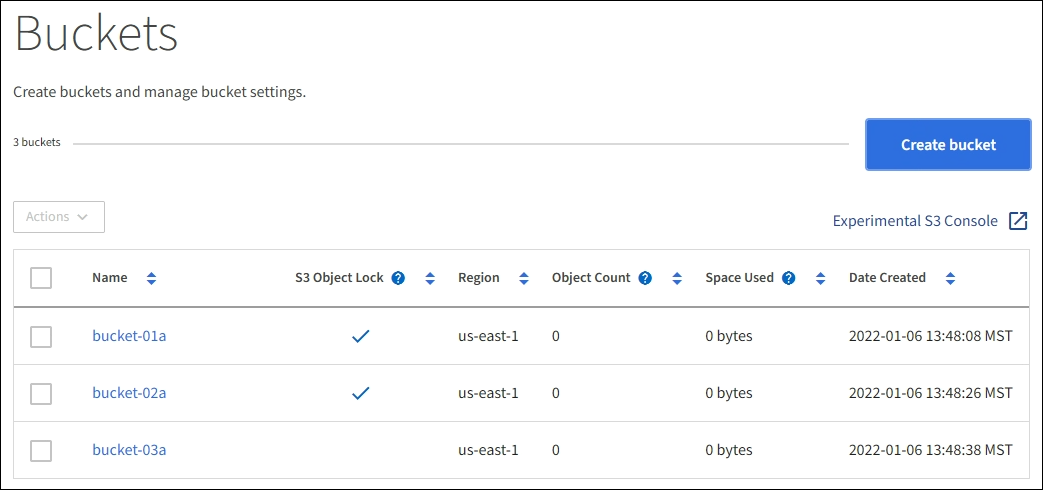 Buckets
Create buckets and manage bucket settings.
3 buckets
Create bucket
Actions
Experimental S3 Console
Name S3 Object Lock ? Region Object Count ? Space Used ? Date Created
bucket-01a us-east-1 0 0 bytes 2022-01-06 13:48:08 MST
bucket-02a us-east-1 0 0 bytes 2022-01-06 13:48:26 MST
bucket-03a us-east-1 0 0 bytes 2022-01-06 13:48:38 MST